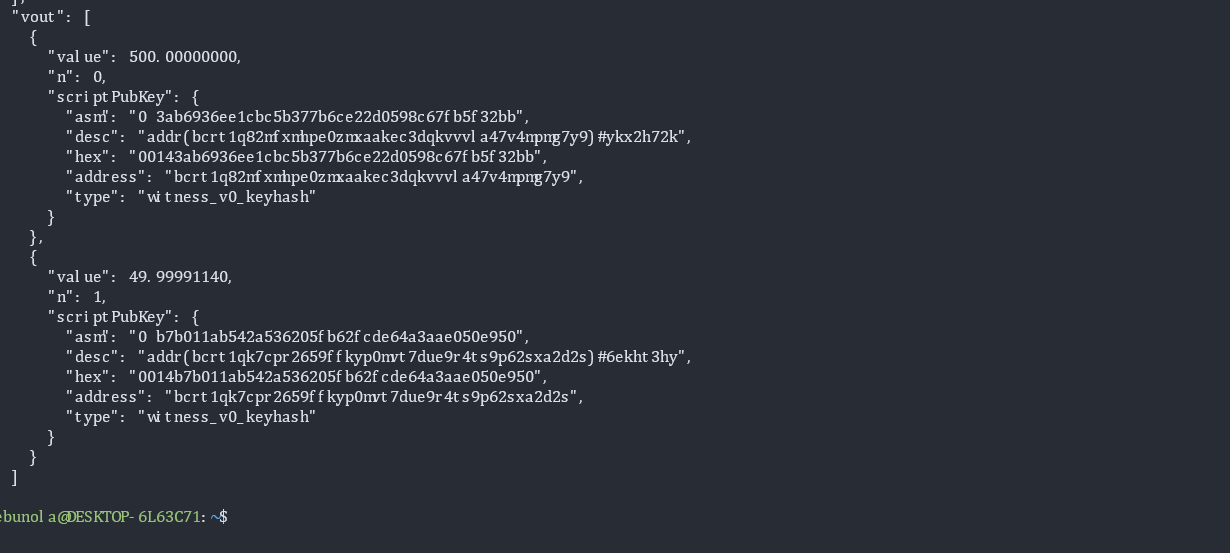 ],
"vout": [
{
"value": 500.00000000,
"n": 0,
"scriptPubKey": {
"asm": "0 3ab6936ee1cbc5b377b6ce22d0598c67fb5f32bb",
"desc": "addr(bcrt1q82mfxmhpe0zmxaakec3dqkvvvla47v4mpmg7y9)#ykx2h72k",
"hex": "00143ab6936ee1cbc5b377b6ce22d0598c67fb5f32bb",
"address": "bcrt1q82mfxmhpe0zmxaakec3dqkvvvla47v4mpmg7y9",
"type": "witness_v0_keyhash"
}
},
{
"value": 49.99991140,
"n": 1,
"scriptPubKey": {
"asm": "0 b7b011ab542a536205fb62fcde64a3aae050e950",
"desc": "addr(bcrt1qk7cpr2659ffkyp0mvt7due9r4ts9p62sxa2d2s)#6ekht3hy",
"hex": "0014b7b011ab542a536205fb62fcde64a3aae050e950",
"address": "bcrt1qk7cpr2659ffkyp0mvt7due9r4ts9p62sxa2d2s",
"type": "witness_v0_keyhash"
}
}
]
ebunola@DESKTOP-6L63C71:~$